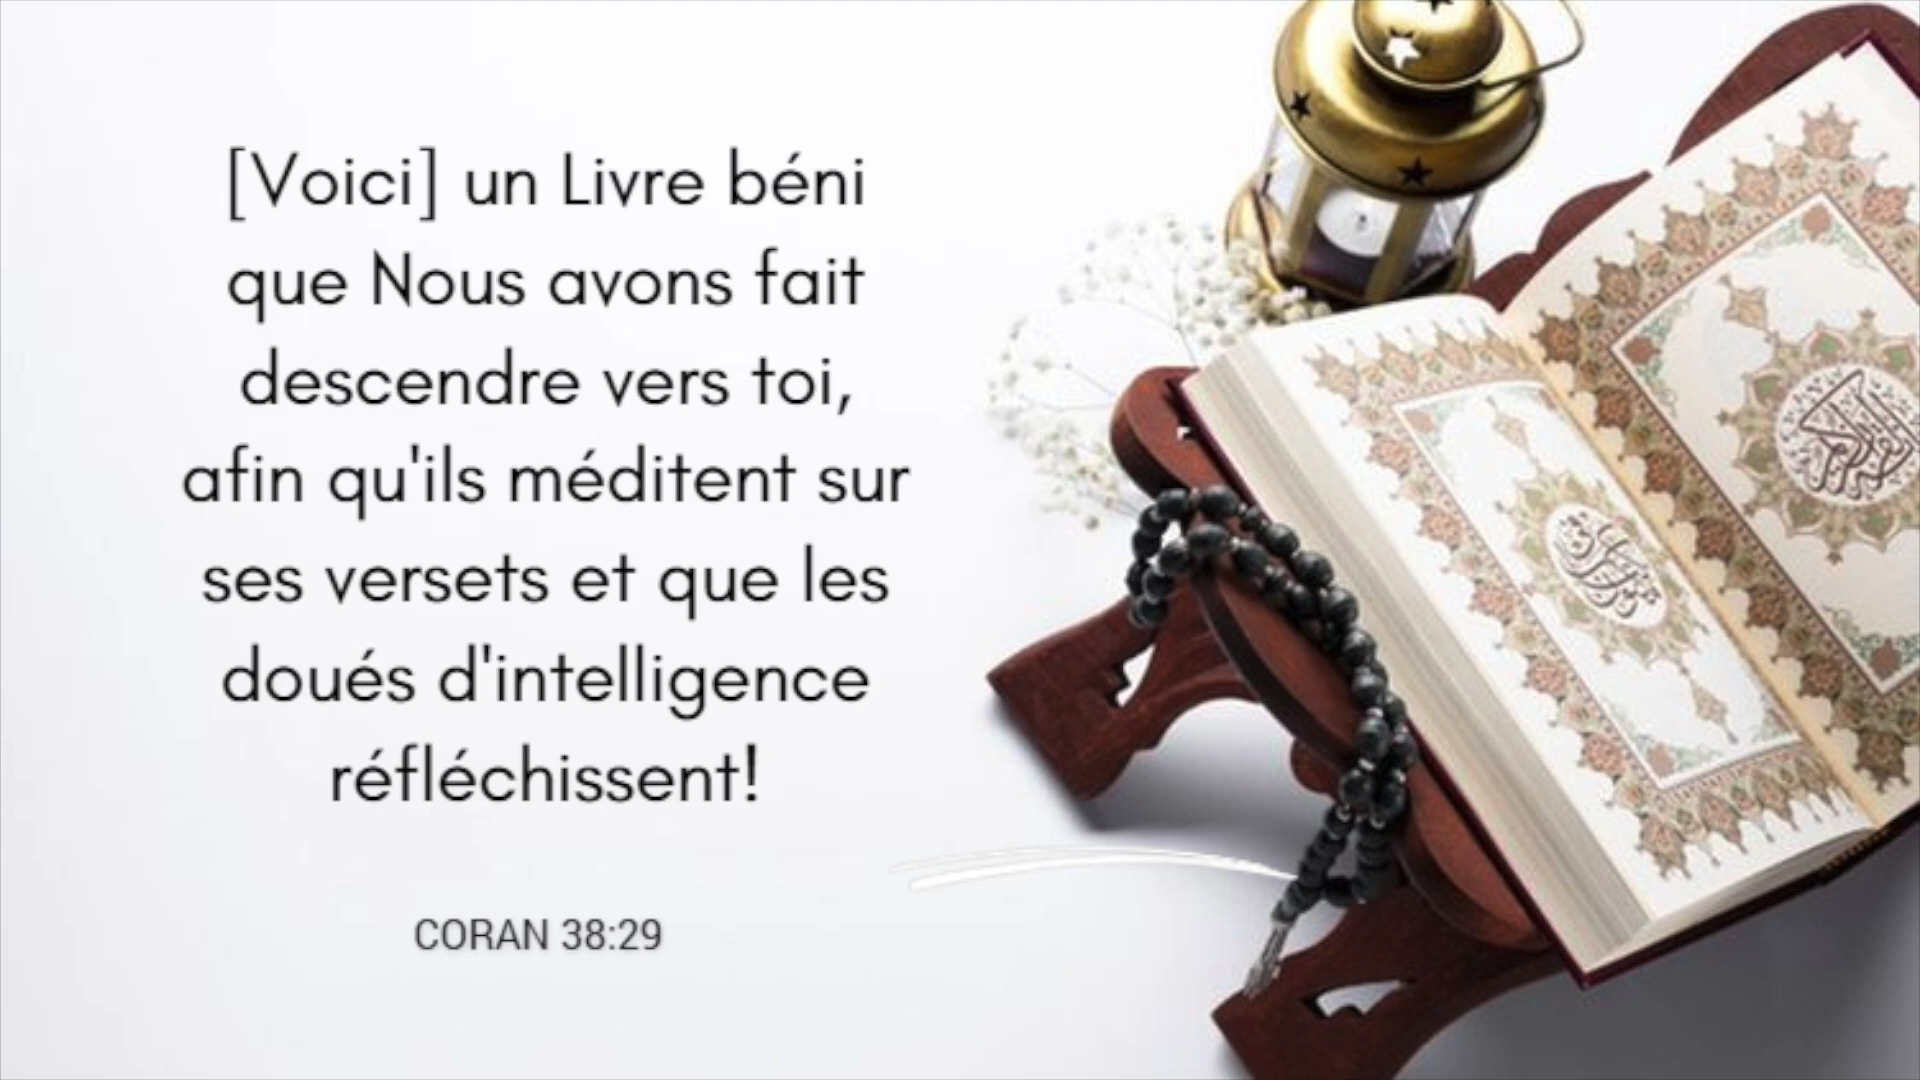 [Voici] un Livre béni
que Nous avons fait
descendre vers toi,
afin qu'ils méditent sur
ses versets et que les
doués d'intelligence
réfléchissent!
CORAN 38:29